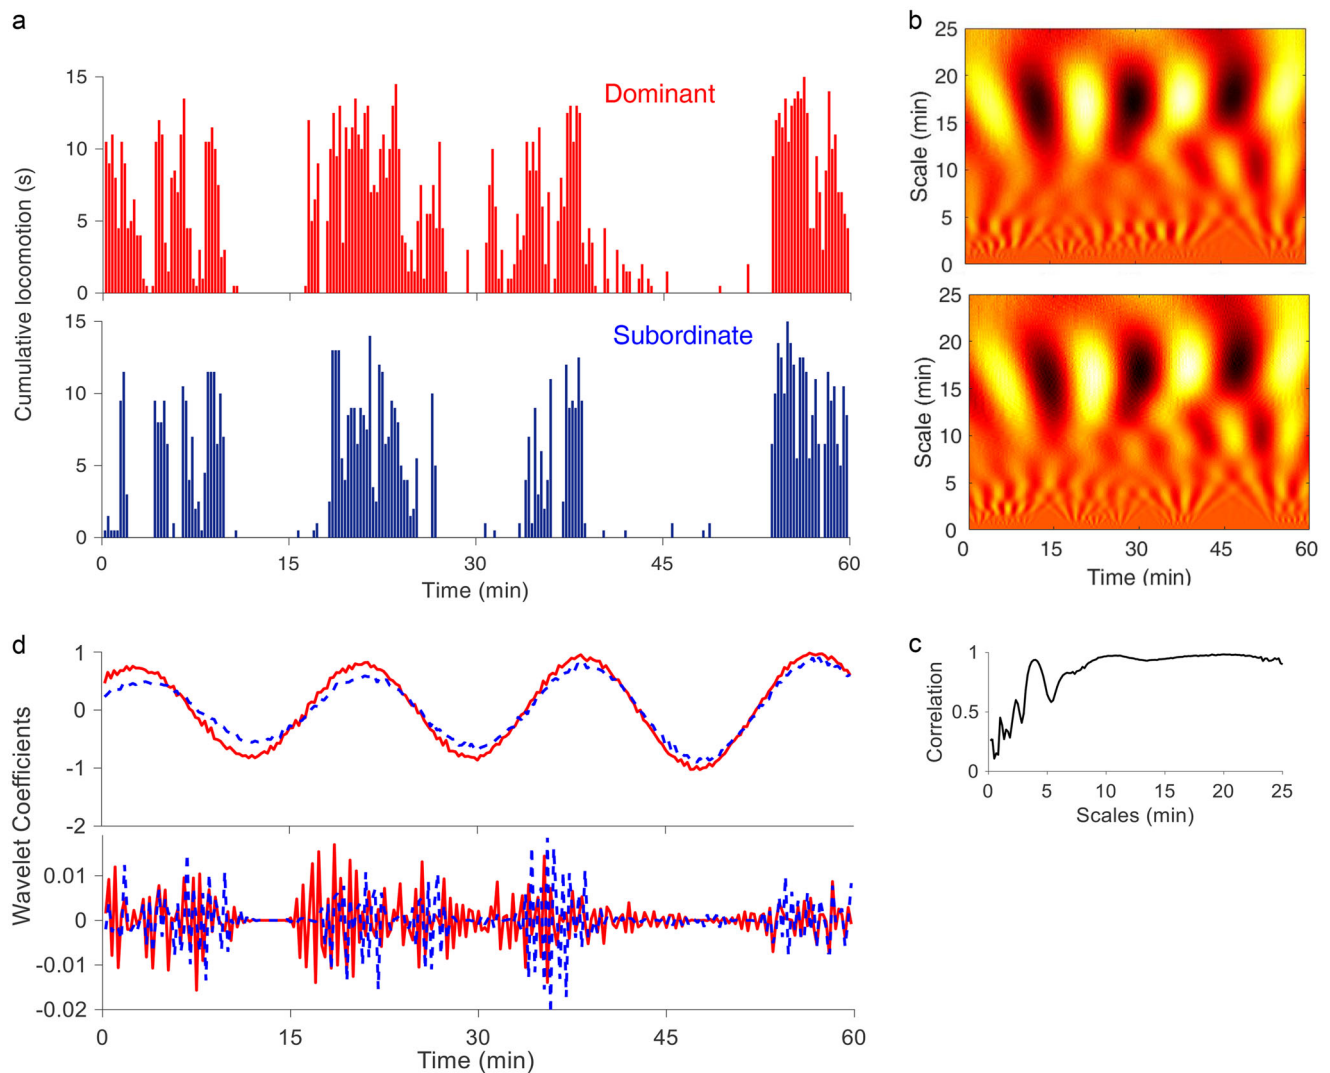 a
Cumulative locomotion (s)
15
10
5
0
Dominant
15
10
5
0
Subordinate
0 15 30 45 60
Time (min)
b
Scale (min)
25
20
15
10
5
0
Scale (min)
25
20
15
10
5
0
0 15 30 45 60
Time (min)
d
Wavelet Coefficients
1
0
-1
-2
0.01
0
-0.01
-0.02
0 15 30 45 60
Time (min)
c
Correlation
1
0.5
0
0 5 10 15 20 25
Scales (min)